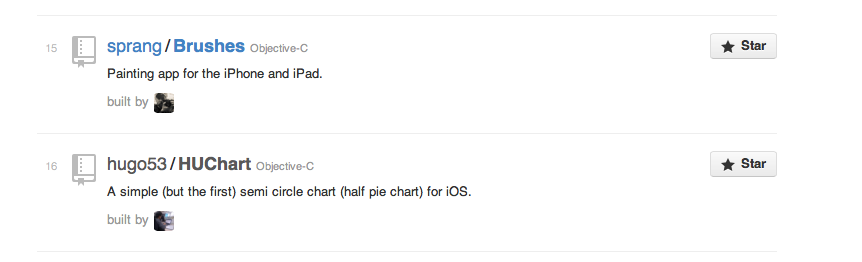 15 sprang/Brushes Objective-C Star
Painting app for the iPhone and iPad.
built by
16 hugo53/HUChart Objective-C Star
A simple (but the first) semi circle chart (half pie chart) for iOS.
built by